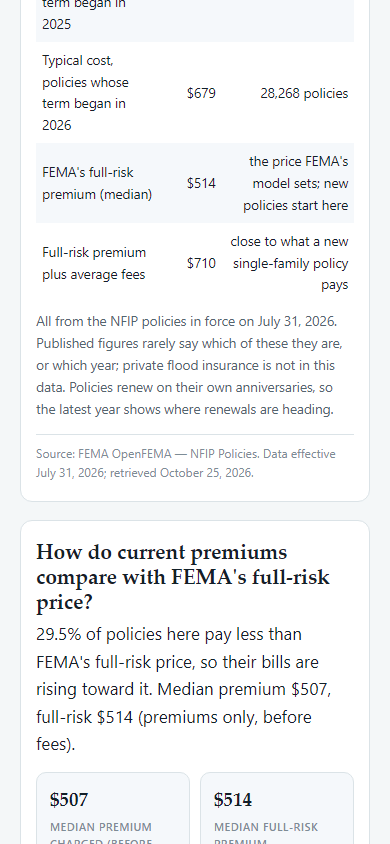 term began in
2025
Typical cost,
policies whose
term began in
2026
$679
28,268 policies
FEMA's full-risk
premium (median)
$514
the price FEMA's
model sets; new
policies start here
Full-risk premium
plus average fees
$710
close to what a new
single-family policy
pays
All from the NFIP policies in force on July 31, 2026.
Published figures rarely say which of these they are,
or which year; private flood insurance is not in this
data. Policies renew on their own anniversaries, so
the latest year shows where renewals are heading.
Source: FEMA OpenFEMA — NFIP Policies. Data effective
July 31, 2026; retrieved October 25, 2026.
How do current premiums
compare with FEMA's full-risk
price?
29.5% of policies here pay less than
FEMA's full-risk price, so their bills are
rising toward it. Median premium $507,
full-risk $514 (premiums only, before
fees).
$507
MEDIAN PREMIUM
CHARGED (BEFORE
$514
MEDIAN FULL-RISK
PREMIUM